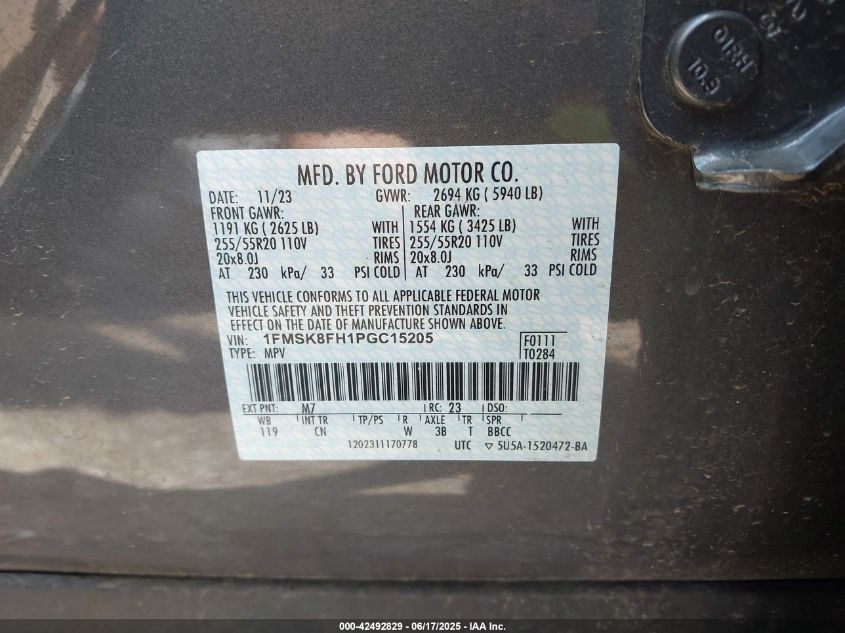 HR10
10.9
MFD. BY FORD MOTOR CO.
DATE: 11/23 GVWR: 2694 KG ( 5940 LB)
FRONT GAWR: REAR GAWR:
1191 KG ( 2625 LB) WITH 1554 KG ( 3425 LB) WITH
255/55R20 110V TIRES 255/55R20 110V TIRES
20x8.0J RIMS 20x8.0J RIMS
AT 230 kPa/ 33 PSI COLD AT 230 kPa/ 33 PSI COLD
THIS VEHICLE CONFORMS TO ALL APPLICABLE FEDERAL MOTOR
VEHICLE SAFETY AND THEFT PREVENTION STANDARDS IN
EFFECT ON THE DATE OF MANUFACTURE SHOWN ABOVE.
VIN: 1FMSK8FH1PGC15205 F0111
TYPE: MPV T0284
EXT PNT: M7 RC: 23 DSO:
WB INT TR TP/PS R AXLE TR SPR
119 CN W 3B T BBCC
1202311170778 UTC ▽ 5U5A-1520472-BA
000-42492829 - 06/17/2025 - IAA Inc.